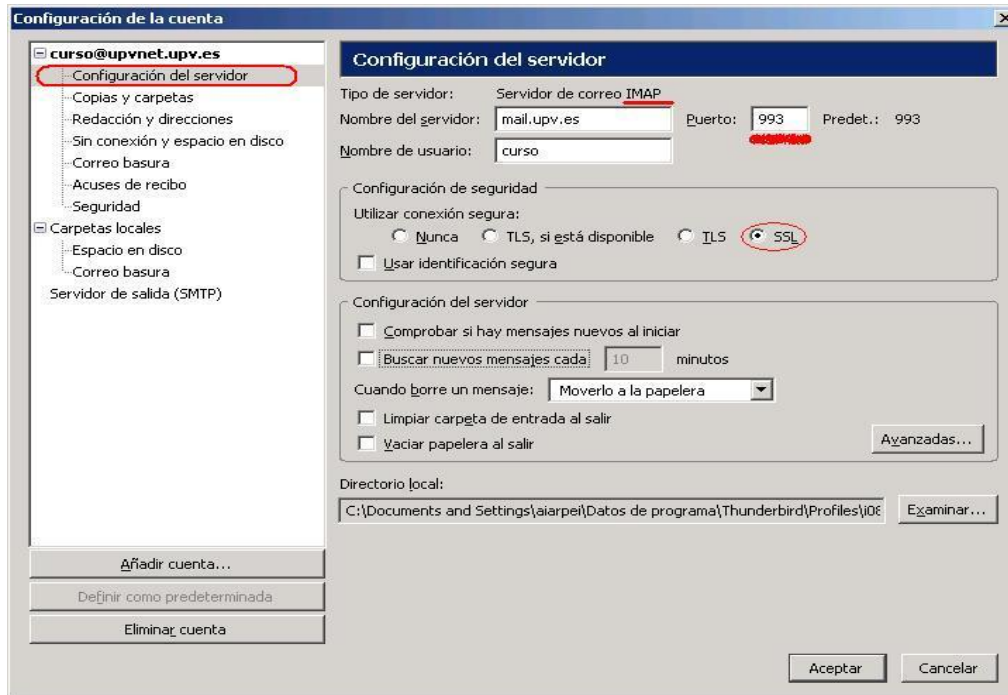 Configuración de la cuenta
curso@upvnet.upv.es
Configuración del servidor
Copias y carpetas
Redacción y direcciones
Sin conexión y espacio en disco
Correo basura
Acuses de recibo
Seguridad
Carpetas locales
Espacio en disco
Correo basura
Servidor de salida (SMTP)
Añadir cuenta...
Definir como predeterminada
Eliminar cuenta
Configuración del servidor
Tipo de servidor: Servidor de correo IMAP
Nombre del servidor: mail.upv.es Puerto: 993 Predet.: 993
Nombre de usuario: curso
Configuración de seguridad
Utilizar conexión segura:
Nunca TLS, si está disponible TLS SSL
Usar identificación segura
Configuración del servidor
Comprobar si hay mensajes nuevos al iniciar
Buscar nuevos mensajes cada 10 minutos
Cuando borre un mensaje: Moverlo a la papelera
Limpiar carpeta de entrada al salir
Vaciar papelera al salir
Avanzadas...
Directorio local:
C:\Documents and Settings\aiarpei\Datos de programa\Thunderbird\Profiles\i08 Examinar...
Aceptar Cancelar